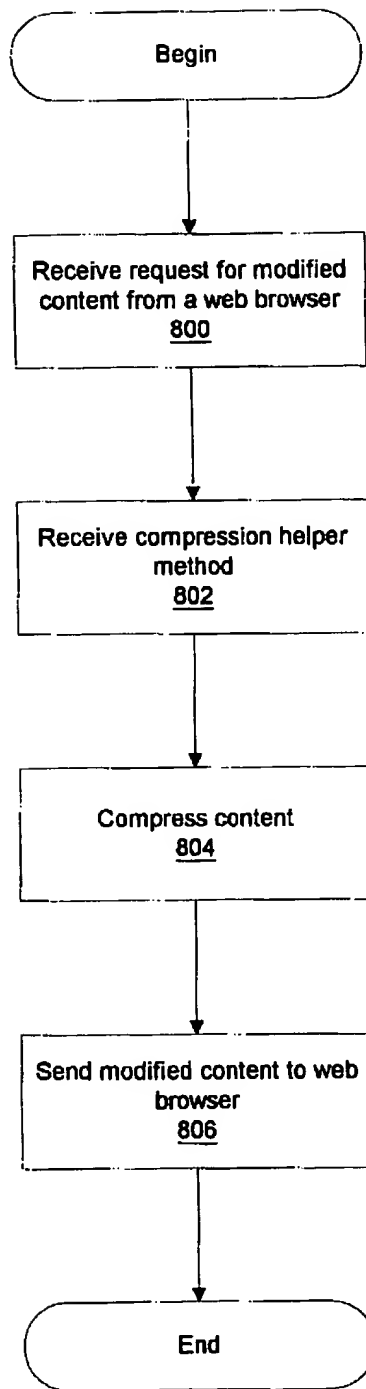 Begin
Receive request for modified
content from a web browser
800
Receive compression helper
method
802
Compress content
804
Send modified content to web
browser
806
End